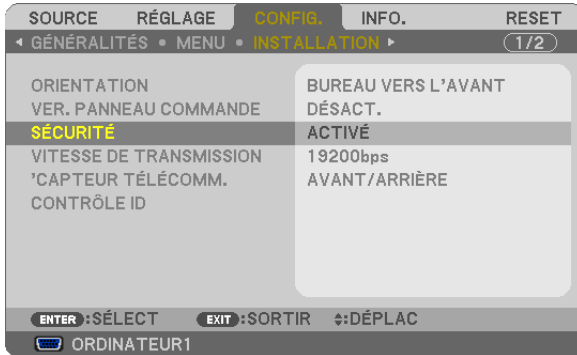 SOURCE RÉGLAGE CONFIG. INFO. RESET
GÉNÉRALITÉS • MENU • INSTALLATION 1/2
ORIENTATION BUREAU VERS L'AVANT
VER. PANNEAU COMMANDE DÉSACT.
SÉCURITÉ ACTIVÉ
VITESSE DE TRANSMISSION 19200bps
'CAPTEUR TÉLÉCOMM. AVANT/ARRIÈRE
CONTRÔLE ID
ENTER :SÉLECT EXIT :SORTIR :DÉPLAC
ORDINATEUR1